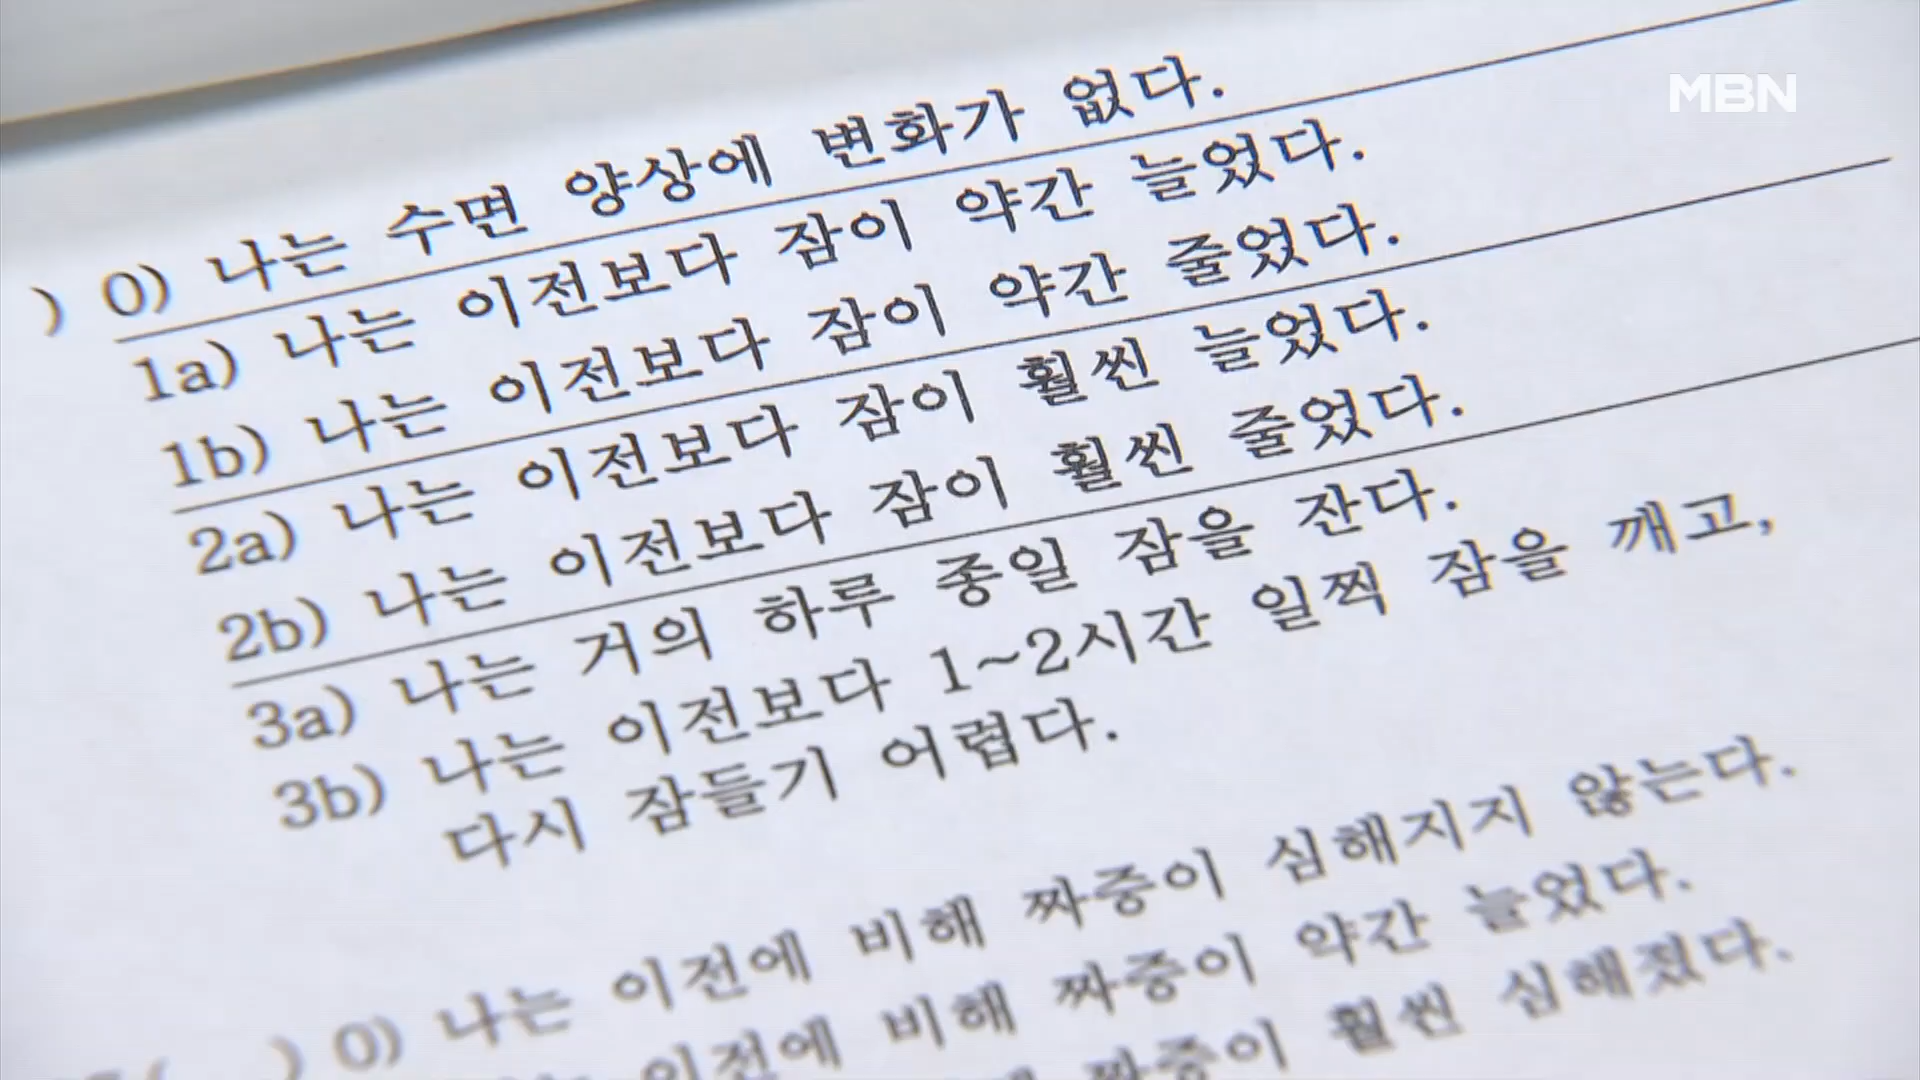 MBN
) 0) 나는 수면 양상에 변화가 없다.
1a) 나는 이전보다 잠이 약간 늘었다.
1b) 나는 이전보다 잠이 약간 줄었다.
2a) 나는 이전보다 잠이 훨씬 늘었다.
2b) 나는 이전보다 잠이 훨씬 줄었다.
3a) 나는 거의 하루 종일 잠을 잔다.
3b) 나는 이전보다 1~2시간 일찍 잠을 깨고,
다시 잠들기 어렵다.
) 0) 나는 이전에 비해 짜증이 심해지지 않는다.
이전에 비해 짜증이 약간 늘었다.
짜증이 훨씬 심해졌다.